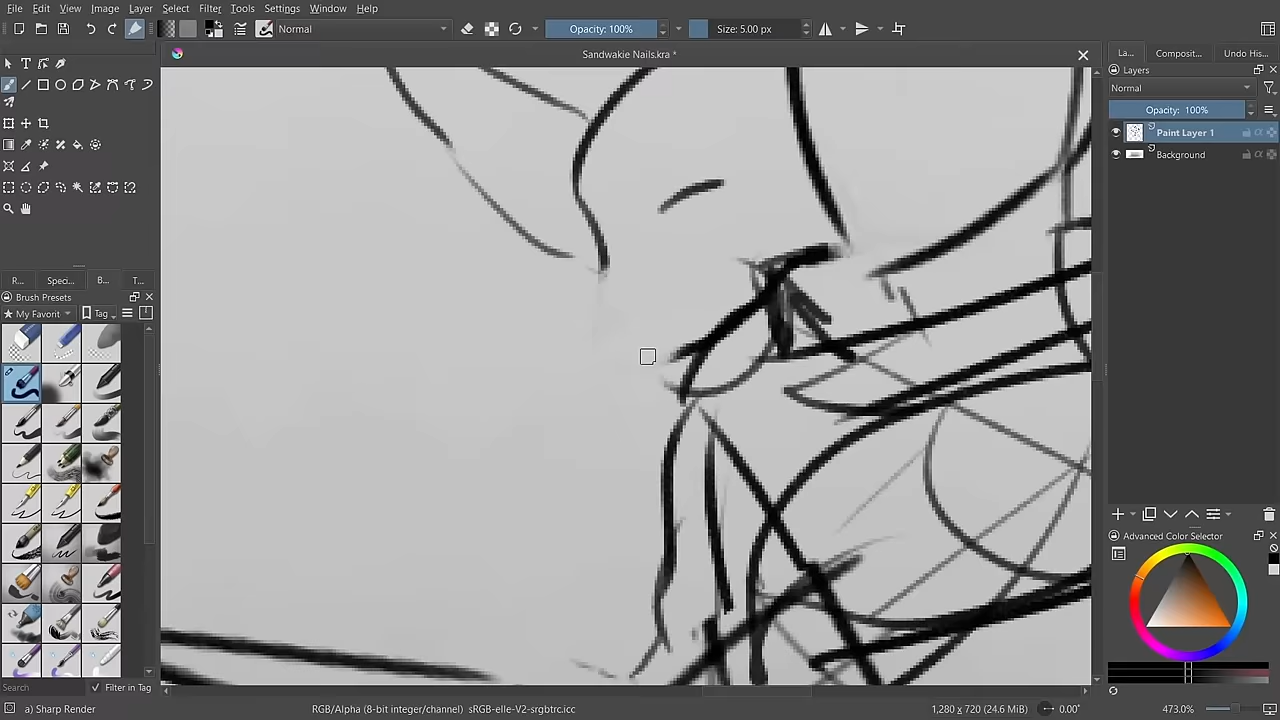 File Edit View Image Layer Select Filter Tools Settings Window Help
Normal
Opacity: 100%
Size: 5.00 px
Sandwakie Nails.kra *
La...
Composit...
Undo His...
Layers
Normal
Opacity: 100%
Paint Layer 1
Background
R...
Speci...
B...
T...
Brush Presets
My Favorit
Tag
Advanced Color Selector
Search
Filter in Tag
a) Sharp Render
RGB/Alpha (8-bit integer/channel) sRGB-elle-V2-srgbtrc.icc
1,280 x 720 (24.6 MiB)
0.00°
473.0%